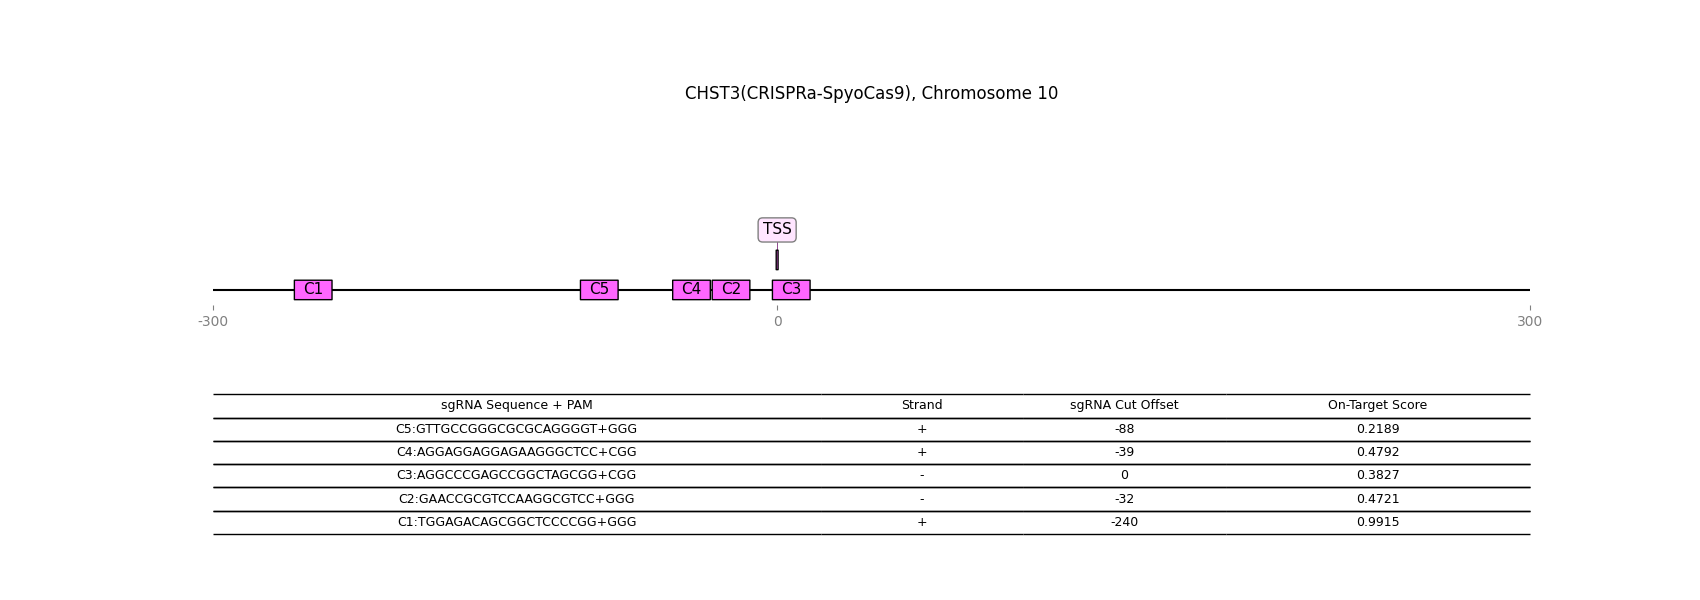 CHST3(CRISPRa-SpyoCas9), Chromosome 10
TSS
C1 C5 C4 C2 C3
-300 0 300
sgRNA Sequence + PAM Strand sgRNA Cut Offset On-Target Score
C5:GTTGCCGGGCGCGCAGGGGT+GGG + -88 0.2189
C4:AGGAGGAGGAGAAGGGCTCC+CGG + -39 0.4792
C3:AGGCCCGAGCCGGCTAGCGG+CGG - 0 0.3827
C2:GAACCGCGTCCAAGGCGTCC+GGG - -32 0.4721
C1:TGGAGACAGCGGCTCCCCGG+GGG + -240 0.9915